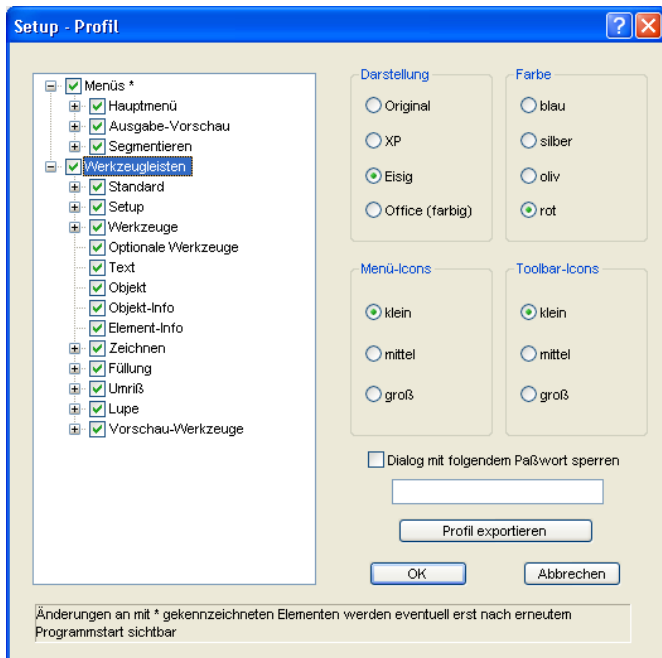 Setup - Profil
Menüs *
Hauptmenü
Ausgabe-Vorschau
Segmentieren
Werkzeugleisten
Standard
Setup
Werkzeuge
Optionale Werkzeuge
Text
Objekt
Objekt-Info
Element-Info
Zeichnen
Füllung
Umriß
Lupe
Vorschau-Werkzeuge
Darstellung
Original
XP
Eisig
Office (farbig)
Farbe
blau
silber
oliv
rot
Menü-Icons
klein
mittel
groß
Toolbar-Icons
klein
mittel
groß
Dialog mit folgendem Paßwort sperren
Profil exportieren
OK
Abbrechen
Änderungen an mit * gekennzeichneten Elementen werden eventuell erst nach erneutem
Programmstart sichtbar